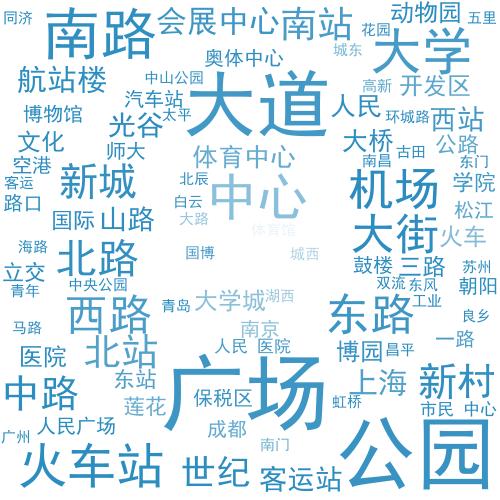 同济 南路 会展中心 南站 动物园 五里
花园
奥体中心 城东 大学
航站楼 中山公园 高新 开发区
汽车站 大道 人民
博物馆 太平 环城路 西站
光谷
文化 师大 体育中心 大桥 公路
空港 南昌 古田 东门
客运 新城 北辰 中心 机场 学院
路口 白云 松江
国际 山路 大路 体育馆 大街 火车
海路 北路 国博 城西 鼓楼 三路 苏州
立交 双流 东风 朝阳
青年 中央公园
西路 青岛 大学城 湖西 东路 工业
马路 南京 良乡
北站 人民 医院 一路
医院 博园 昌平
东站 广场 上海 新村
中路 莲花 保税区 虹桥 市民 中心
人民广场 成都
广州 南门 公园
火车站 世纪 客运站